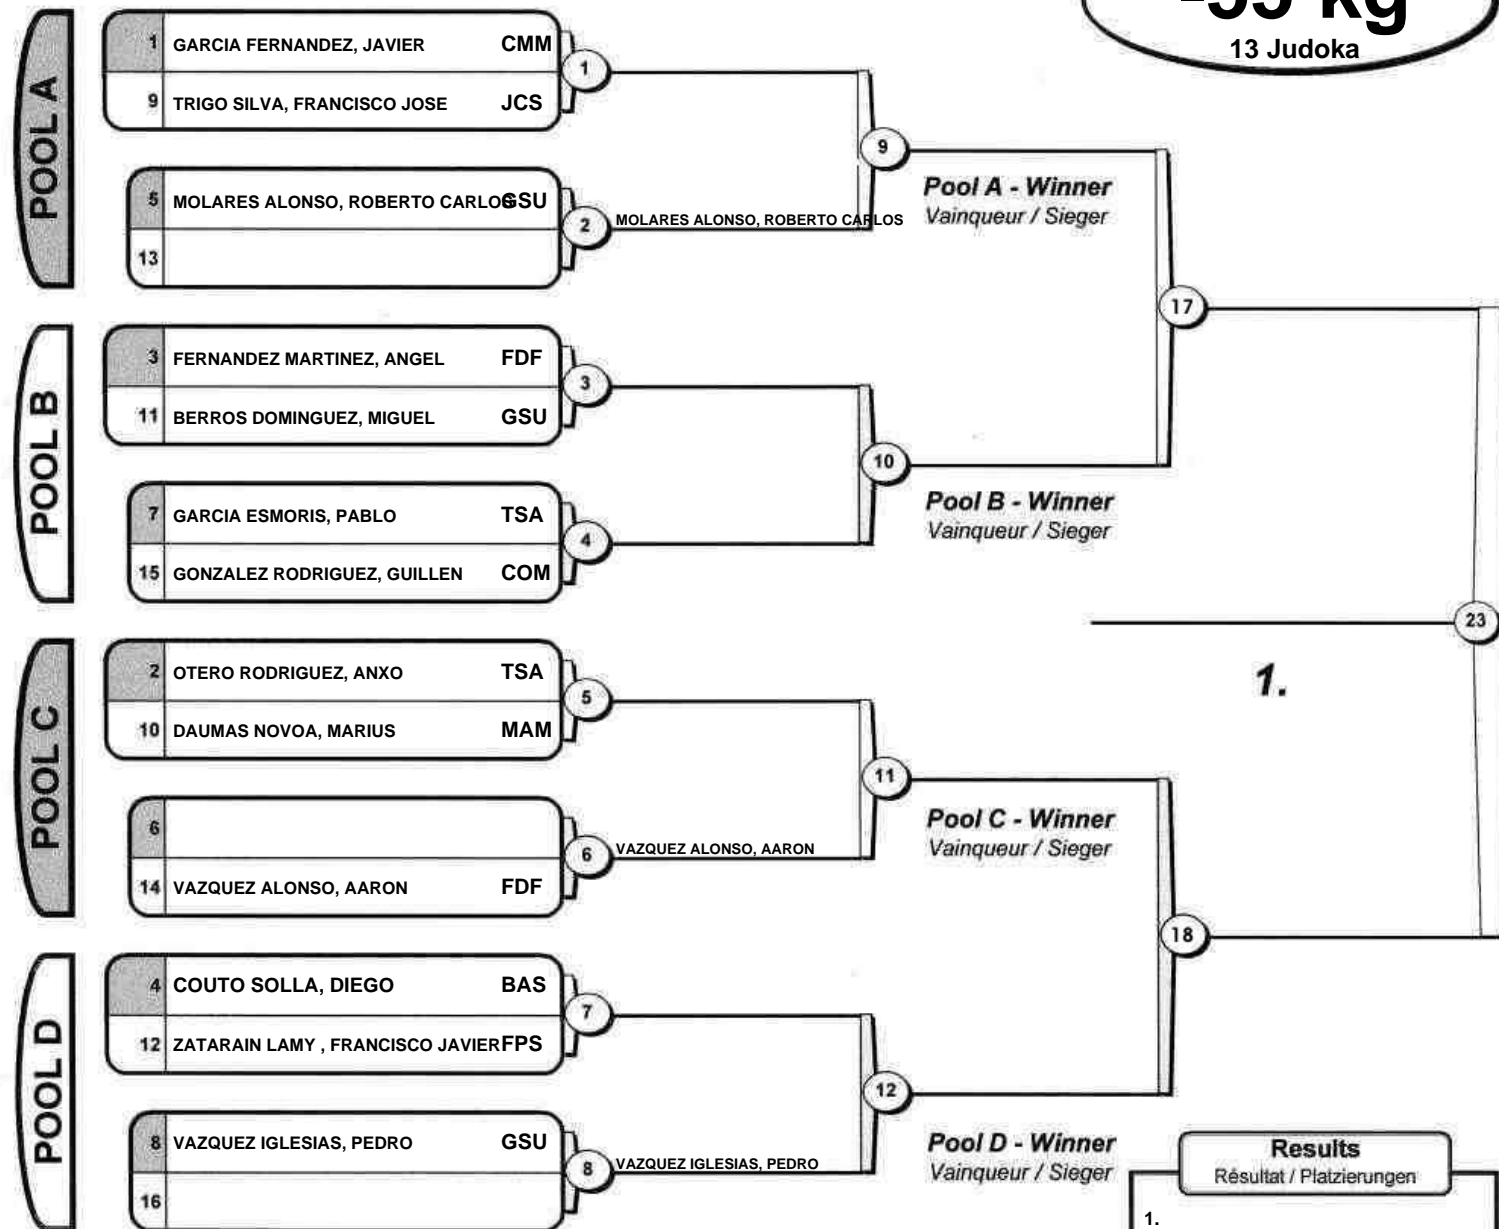 -55 kg
13 Judoka
POOL A
1 GARCIA FERNANDEZ, JAVIER CMM
9 TRIGO SILVA, FRANCISCO JOSE JCS
1
5 MOLARES ALONSO, ROBERTO CARLOS GSU
13
2 MOLARES ALONSO, ROBERTO CARLOS
9
Pool A - Winner
Vainqueur / Sieger
17
POOL B
3 FERNANDEZ MARTINEZ, ANGEL FDF
11 BERROS DOMINGUEZ, MIGUEL GSU
3
7 GARCIA ESMORIS, PABLO TSA
15 GONZALEZ RODRIGUEZ, GUILLEN COM
4
10
Pool B - Winner
Vainqueur / Sieger
23
1.
POOL C
2 OTERO RODRIGUEZ, ANXO TSA
10 DAUMAS NOVOA, MARIUS MAM
5
6
14 VAZQUEZ ALONSO, AARON FDF
6 VAZQUEZ ALONSO, AARON
11
Pool C - Winner
Vainqueur / Sieger
18
POOL D
4 COUTO SOLLA, DIEGO BAS
12 ZATARAIN LAMY , FRANCISCO JAVIER FPS
7
8 VAZQUEZ IGLESIAS, PEDRO GSU
16
8 VAZQUEZ IGLESIAS, PEDRO
12
Pool D - Winner
Vainqueur / Sieger
Results
Résultat / Platzierungen
1.